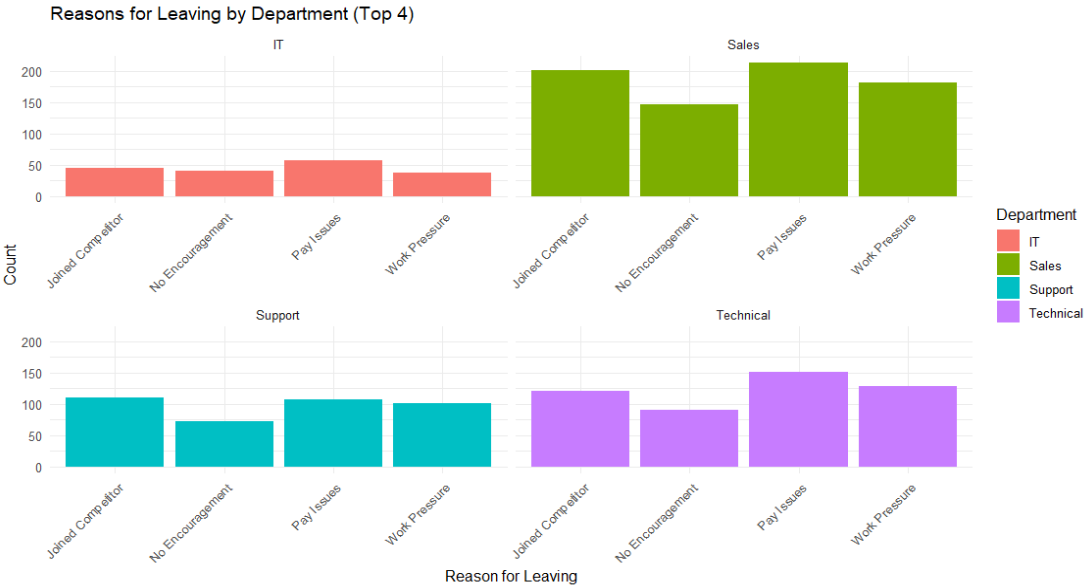 Reasons for Leaving by Department (Top 4)
IT
Sales
200
150
100
50
0
Joined Competitor
No Encouragement
Pay Issues
Work Pressure
Joined Competitor
No Encouragement
Pay Issues
Work Pressure
Count
Support
Technical
200
150
100
50
0
Joined Competitor
No Encouragement
Pay Issues
Work Pressure
Joined Competitor
No Encouragement
Pay Issues
Work Pressure
Reason for Leaving
Department
IT
Sales
Support
Technical